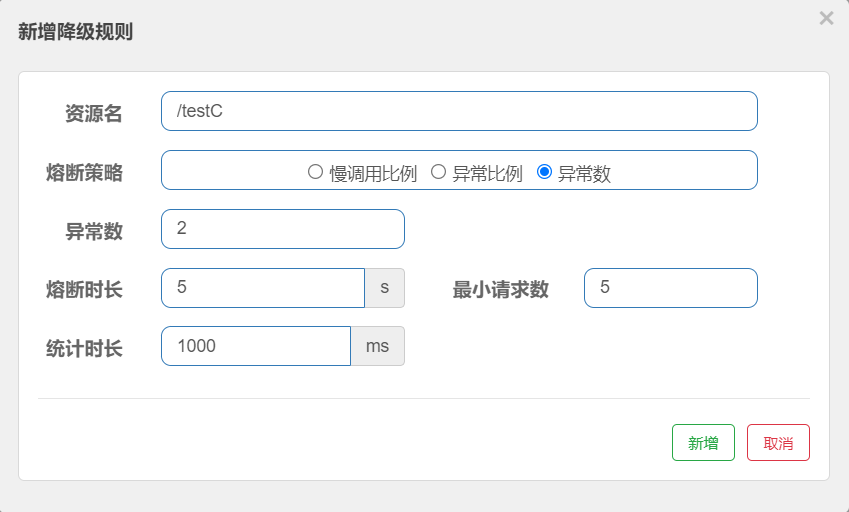 新增降级规则
×
资源名 /testC
熔断策略 慢调用比例 异常比例 异常数
异常数 2
熔断时长 5 s 最小请求数 5
统计时长 1000 ms
新增 取消